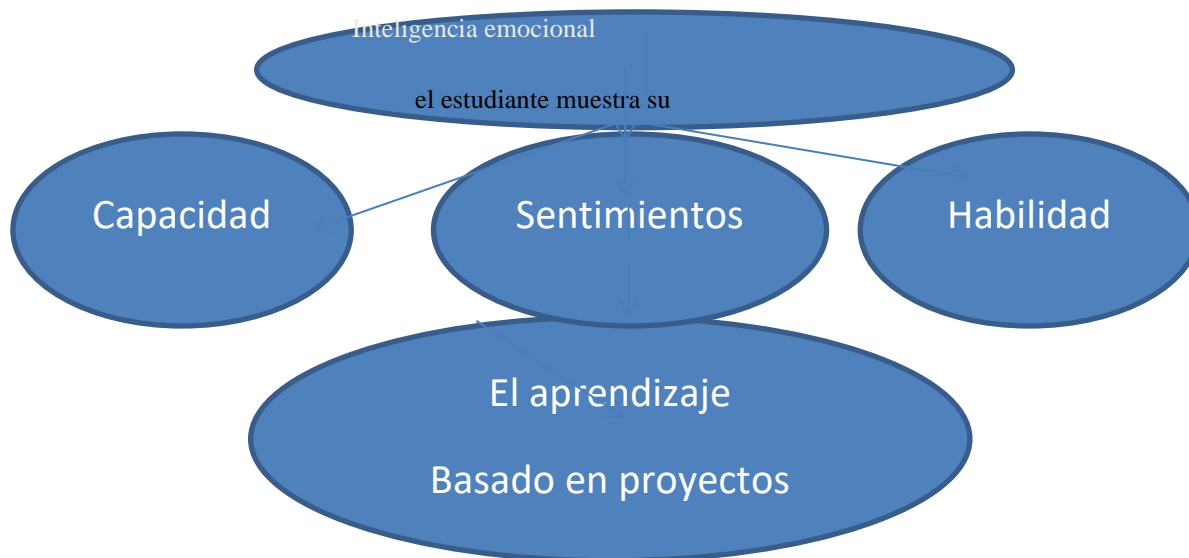 Inteligencia emocional
el estudiante muestra su
Capacidad
Sentimientos
Habilidad
El aprendizaje
Basado en proyectos